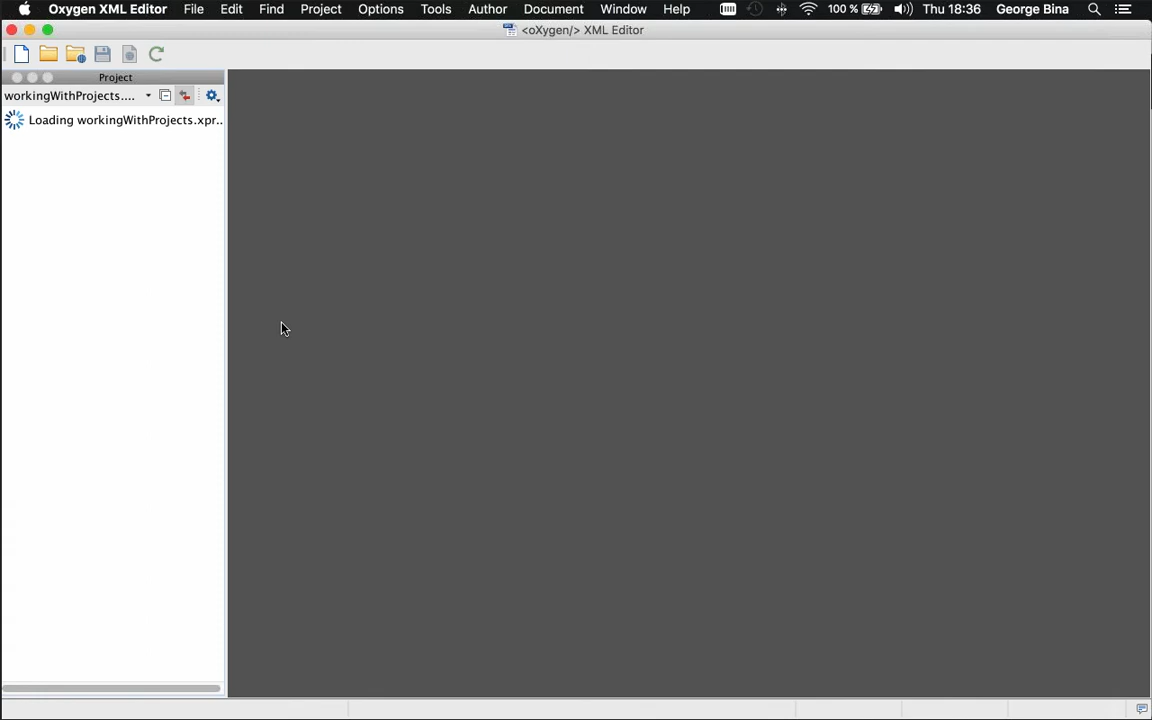 Oxygen XML Editor File Edit Find Project Options Tools Author Document Window Help 100 % Thu 18:36 George Bina
<oXygen/> XML Editor
Project
workingWithProjects....
Loading workingWithProjects.xpr..